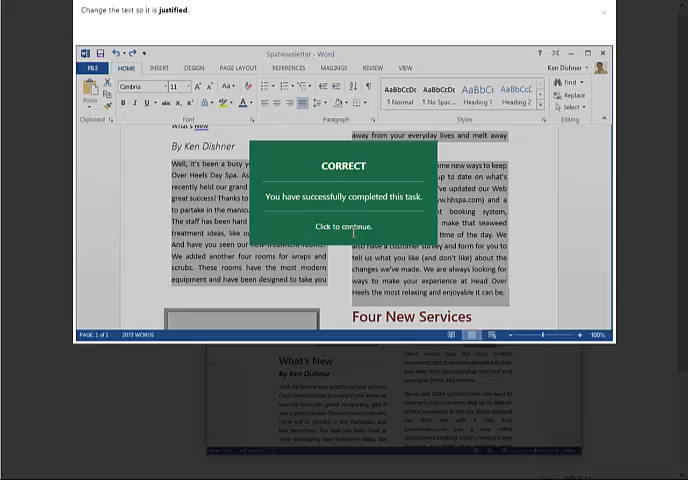 Change the text so it is justified.
SpaNewsletter - Word
FILE HOME INSERT DESIGN PAGE LAYOUT REFERENCES MAILINGS REVIEW VIEW Ken Dishner
Cambria 11
Paste
AaBbCcDc AaBbCcDc AaBbCc AaBbCcD
¶ Normal ¶ No Spac... Heading 1 Heading 2
Find
Replace
Select
Clipboard Font Paragraph Styles Editing
What's New
By Ken Dishner
Well, it's been a busy
Over Heels Day Spa. As
recently held our grand
great success! Thanks to
to partake in the manicu
The staff has been hard
treatment ideas, like ou
And have you seen our new treatment rooms?
We added another four rooms for wraps and
scrubs. These rooms have the most modern
equipment and have been designed to take you
away from your everyday lives and melt away
ome new ways to keep
up to date on what's
've updated our Web
w.hhspa.com) and a
t booking system,
make that seaweed
time of the day. We
also have a customer survey and form for you to
tell us what you like (and don't like) about the
changes we've made. We are always looking for
ways to make your experience at Head Over
Heels the most relaxing and enjoyable it can be.
Four New Services
CORRECT
You have successfully completed this task.
Click to continue.
PAGE: 1 of 1 2073 WORDS 100%
What's New
By Ken Dishner